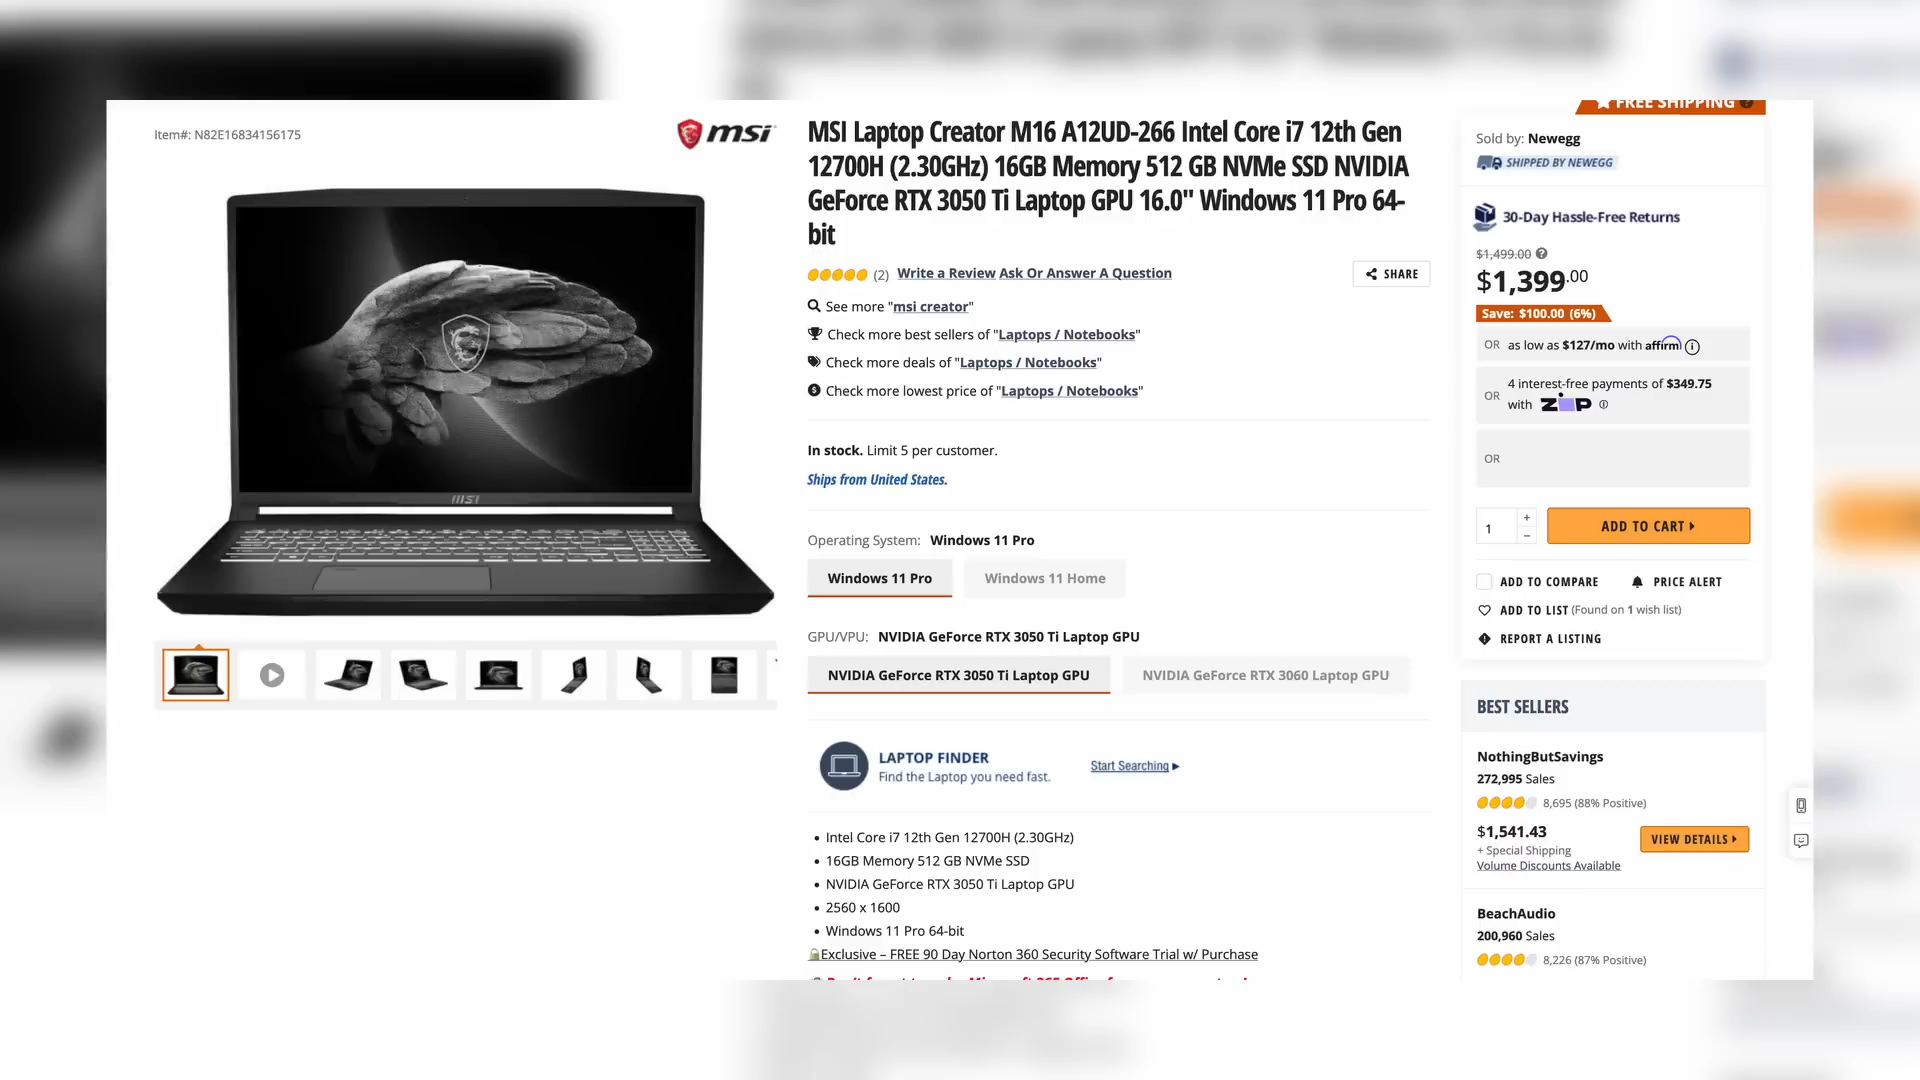 Item#: N82E16834156175
msi
msi
MSI Laptop Creator M16 A12UD-266 Intel Core i7 12th Gen
12700H (2.30GHz) 16GB Memory 512 GB NVMe SSD NVIDIA
GeForce RTX 3050 Ti Laptop GPU 16.0" Windows 11 Pro 64-
bit
(2) Write a Review Ask Or Answer A Question
SHARE
See more "msi creator"
Check more best sellers of "Laptops / Notebooks"
Check more deals of "Laptops / Notebooks"
Check more lowest price of "Laptops / Notebooks"
In stock. Limit 5 per customer.
Ships from United States.
Operating System: Windows 11 Pro
Windows 11 Pro
Windows 11 Home
GPU/VPU: NVIDIA GeForce RTX 3050 Ti Laptop GPU
NVIDIA GeForce RTX 3050 Ti Laptop GPU
NVIDIA GeForce RTX 3060 Laptop GPU
LAPTOP FINDER
Find the Laptop you need fast.
Start Searching
• Intel Core i7 12th Gen 12700H (2.30GHz)
• 16GB Memory 512 GB NVMe SSD
• NVIDIA GeForce RTX 3050 Ti Laptop GPU
• 2560 x 1600
• Windows 11 Pro 64-bit
Exclusive – FREE 90 Day Norton 360 Security Software Trial w/ Purchase
FREE SHIPPING
Sold by: Newegg
SHIPPED BY NEWEGG
30-Day Hassle-Free Returns
$1,499.00
$1,399.00
Save: $100.00 (6%)
OR as low as $127/mo with affirm
OR 4 interest-free payments of $349.75
with ZIP
OR
1 + −
ADD TO CART
ADD TO COMPARE
PRICE ALERT
ADD TO LIST (Found on 1 wish list)
REPORT A LISTING
BEST SELLERS
NothingButSavings
272,995 Sales
8,695 (88% Positive)
$1,541.43
+ Special Shipping
Volume Discounts Available
VIEW DETAILS
BeachAudio
200,960 Sales
8,226 (87% Positive)